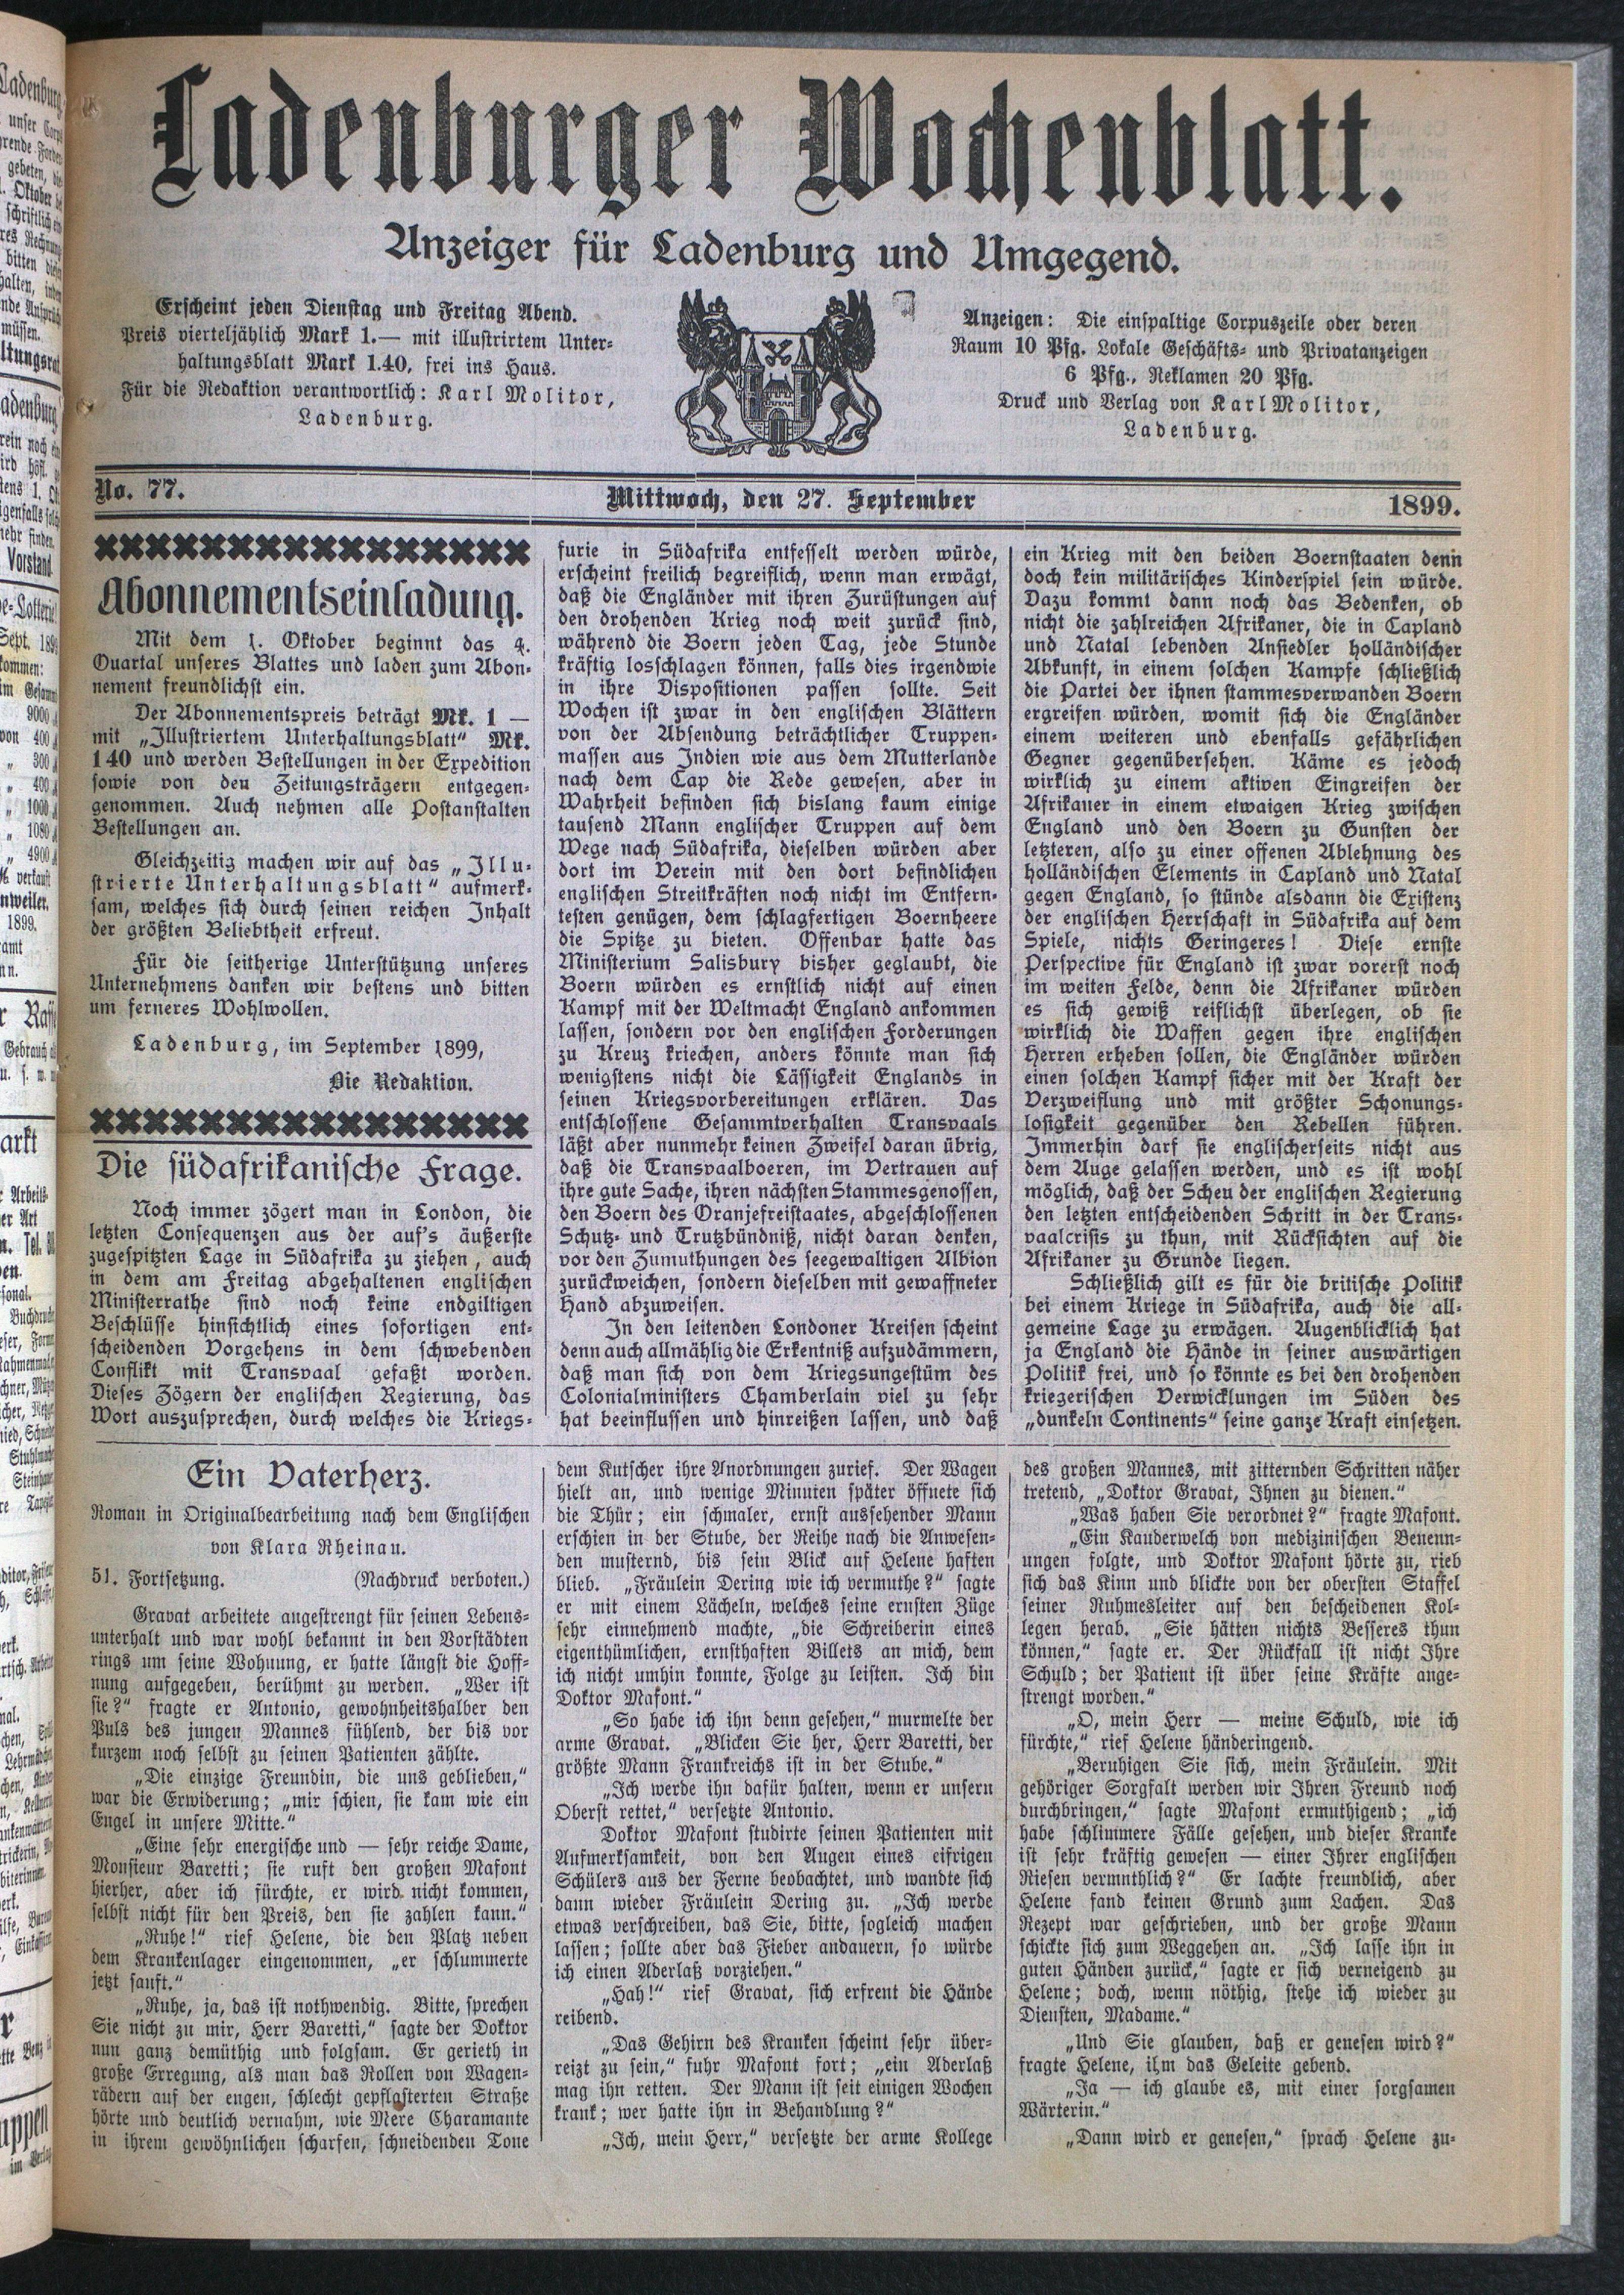 Ladenburger Wochenblatt.
Anzeiger für Ladenburg und Umgegend.
Erscheint jeden Dienstag und Freitag Abend.
Preis vierteljählich Mark 1.— mit illustrirtem Unter-
haltungsblatt Mark 1.40, frei ins Haus.
Für die Redaktion verantwortlich: Karl Molitor,
Ladenburg.
Anzeigen: Die einspaltige Corpuszeile oder deren
Raum 10 Pfg. Lokale Geschäfts- und Privatanzeigen
6 Pfg., Reklamen 20 Pfg.
Druck und Verlag von Karl Molitor,
Ladenburg.
No. 77.
Mittwoch, den 27. September
1899.
Abonnementseinladung.
Mit dem 1. Oktober beginnt das 4.
Quartal unseres Blattes und laden zum Abon-
nement freundlichst ein.
Der Abonnementspreis beträgt Mk. 1 —
mit „Illustriertem Unterhaltungsblatt“ Mk.
140 und werden Bestellungen in der Expedition
sowie von den Zeitungsträgern entgegen-
genommen. Auch nehmen alle Postanstalten
Bestellungen an.
Gleichzeitig machen wir auf das „Illu-
strierte Unterhaltungsblatt“ aufmerk-
sam, welches sich durch seinen reichen Inhalt
der größten Beliebtheit erfreut.
Für die seitherige Unterstützung unseres
Unternehmens danken wir bestens und bitten
um ferneres Wohlwollen.
Ladenburg, im September 1899,
Die Redaktion.
Die südafrikanische Frage.
Noch immer zögert man in London, die
letzten Consequenzen aus der auf's äußerste
zugespitzten Lage in Südafrika zu ziehen, auch
in dem am Freitag abgehaltenen englischen
Ministerrathe sind noch keine endgiltigen
Beschlüsse hinsichtlich eines sofortigen ent-
scheidenden Vorgehens in dem schwebenden
Conflikt mit Transvaal gefaßt worden.
Dieses Zögern der englischen Regierung, das
Wort auszusprechen, durch welches die Kriegs-
furie in Südafrika entfesselt werden würde,
erscheint freilich begreiflich, wenn man erwägt,
daß die Engländer mit ihren Zurüstungen auf
den drohenden Krieg noch weit zurück sind,
während die Boern jeden Tag, jede Stunde
kräftig losschlagen können, falls dies irgendwie
in ihre Dispositionen passen sollte. Seit
Wochen ist zwar in den englischen Blättern
von der Absendung beträchtlicher Truppen-
massen aus Indien wie aus dem Mutterlande
nach dem Cap die Rede gewesen, aber in
Wahrheit befinden sich bislang kaum einige
tausend Mann englischer Truppen auf dem
Wege nach Südafrika, dieselben würden aber
dort im Verein mit den dort befindlichen
englischen Streitkräften noch nicht im Entfern-
testen genügen, dem schlagfertigen Boernheere
die Spitze zu bieten. Offenbar hatte das
Ministerium Salisbury bisher geglaubt, die
Boern würden es ernstlich nicht auf einen
Kampf mit der Weltmacht England ankommen
lassen, sondern vor den englischen Forderungen
zu Kreuz kriechen, anders könnte man sich
wenigstens nicht die Lässigkeit Englands in
seinen Kriegsvorbereitungen erklären. Das
entschlossene Gesammtverhalten Transvaals
läßt aber nunmehr keinen Zweifel daran übrig,
daß die Transvaalboeren, im Vertrauen auf
ihre gute Sache, ihren nächsten Stammesgenossen,
den Boern des Oranjefreistaates, abgeschlossenen
Schutz- und Trutzbündniß, nicht daran denken,
vor den Zumuthungen des seegewaltigen Albion
zurückweichen, sondern dieselben mit gewaffneter
Hand abzuweisen.
In den leitenden Londoner Kreisen scheint
denn auch allmählig die Erkentniß aufzudämmern,
daß man sich von dem Kriegsungestüm des
Colonialministers Chamberlain viel zu sehr
hat beeinflussen und hinreißen lassen, und daß
ein Krieg mit den beiden Boernstaaten denn
doch kein militärisches Kinderspiel sein würde.
Dazu kommt dann noch das Bedenken, ob
nicht die zahlreichen Afrikaner, die in Capland
und Natal lebenden Ansiedler holländischer
Abkunft, in einem solchen Kampfe schließlich
die Partei der ihnen stammesverwanden Boern
ergreifen würden, womit sich die Engländer
einem weiteren und ebenfalls gefährlichen
Gegner gegenübersehen. Käme es jedoch
wirklich zu einem aktiven Eingreifen der
Afrikaner in einem etwaigen Krieg zwischen
England und den Boern zu Gunsten der
letzteren, also zu einer offenen Ablehnung des
holländischen Elements in Capland und Natal
gegen England, so stünde alsdann die Existenz
der englischen Herrschaft in Südafrika auf dem
Spiele, nichts Geringeres! Diese ernste
Perspective für England ist zwar vorerst noch
im weiten Felde, denn die Afrikaner würden
es sich gewiß reiflichst überlegen, ob sie
wirklich die Waffen gegen ihre englischen
Herren erheben sollen, die Engländer würden
einen solchen Kampf sicher mit der Kraft der
Verzweiflung und mit größter Schonungs-
losigkeit gegenüber den Rebellen führen.
Immerhin darf sie englischerseits nicht aus
dem Auge gelassen werden, und es ist wohl
möglich, daß der Scheu der englischen Regierung
den letzten entscheidenden Schritt in der Trans-
vaalcrisis zu thun, mit Rücksichten auf die
Afrikaner zu Grunde liegen.
Schließlich gilt es für die britische Politik
bei einem Kriege in Südafrika, auch die all-
gemeine Lage zu erwägen. Augenblicklich hat
ja England die Hände in seiner auswärtigen
Politik frei, und so könnte es bei den drohenden
kriegerischen Verwicklungen im Süden des
„dunkeln Continents“ seine ganze Kraft einsetzen.
Ein Vaterherz.
Roman in Originalbearbeitung nach dem Englischen
von Klara Rheinau.
51. Fortsetzung. (Nachdruck verboten.)
Gravat arbeitete angestrengt für seinen Lebens-
unterhalt und war wohl bekannt in den Vorstädten
rings um seine Wohnung, er hatte längst die Hoff-
nung aufgegeben, berühmt zu werden. „Wer ist
sie?“ fragte er Antonio, gewohnheitshalber den
Puls des jungen Mannes fühlend, der bis vor
kurzem noch selbst zu seinen Patienten zählte.
„Die einzige Freundin, die uns geblieben,“
war die Erwiderung; „mir schien, sie kam wie ein
Engel in unsere Mitte.“
„Eine sehr energische und — sehr reiche Dame,
Monsieur Baretti; sie ruft den großen Mafont
hierher, aber ich fürchte, er wird nicht kommen,
selbst nicht für den Preis, den sie zahlen kann.“
„Ruhe!“ rief Helene, die den Platz neben
dem Krankenlager eingenommen, „er schlummerte
jetzt sanft.“
„Ruhe, ja, das ist nothwendig. Bitte, sprechen
Sie nicht zu mir, Herr Baretti,“ sagte der Doktor
nun ganz demüthig und folgsam. Er gerieth in
große Erregung, als man das Rollen von Wagen-
rädern auf der engen, schlecht gepflasterten Straße
hörte und deutlich vernahm, wie Mere Charamante
in ihrem gewöhnlichen scharfen, schneidenden Tone
dem Kutscher ihre Anordnungen zurief. Der Wagen
hielt an, und wenige Minuten später öffnete sich
die Thür; ein schmaler, ernst aussehender Mann
erschien in der Stube, der Reihe nach die Anwesen-
den musternd, bis sein Blick auf Helene haften
blieb. „Fräulein Dering wie ich vermuthe?“ sagte
er mit einem Lächeln, welches seine ernsten Züge
sehr einnehmend machte, „die Schreiberin eines
eigenthümlichen, ernsthaften Billets an mich, dem
ich nicht umhin konnte, Folge zu leisten. Ich bin
Doktor Mafont.“
„So habe ich ihn denn gesehen,“ murmelte der
arme Gravat. „Blicken Sie her, Herr Baretti, der
größte Mann Frankreichs ist in der Stube.“
„Ich werde ihn dafür halten, wenn er unsern
Oberst rettet,“ versetzte Antonio.
Doktor Mafont studirte seinen Patienten mit
Aufmerksamkeit, von den Augen eines eifrigen
Schülers aus der Ferne beobachtet, und wandte sich
dann wieder Fräulein Dering zu. „Ich werde
etwas verschreiben, das Sie, bitte, sogleich machen
lassen; sollte aber das Fieber andauern, so würde
ich einen Aderlaß vorziehen.“
„Hah!“ rief Gravat, sich erfreut die Hände
reibend.
„Das Gehirn des Kranken scheint sehr über-
reizt zu sein,“ fuhr Mafont fort; „ein Aderlaß
mag ihn retten. Der Mann ist seit einigen Wochen
krank; wer hatte ihn in Behandlung?“
„Ich, mein Herr,“ versetzte der arme Kollege
des großen Mannes, mit zitternden Schritten näher
tretend, „Doktor Gravat, Ihnen zu dienen.“
„Was haben Sie verordnet?“ fragte Mafont.
„Ein Kauderwelch von medizinischen Benenn-
ungen folgte, und Doktor Mafont hörte zu, rieb
sich das Kinn und blickte von der obersten Staffel
seiner Ruhmesleiter auf den bescheidenen Kol-
legen herab. „Sie hätten nichts Besseres thun
können,“ sagte er. Der Rückfall ist nicht Ihre
Schuld; der Patient ist über seine Kräfte ange-
strengt worden.“
„O, mein Herr — meine Schuld, wie ich
fürchte,“ rief Helene händeringend.
„Beruhigen Sie sich, mein Fräulein. Mit
gehöriger Sorgfalt werden wir Ihren Freund noch
durchbringen,“ sagte Mafont ermuthigend; „ich
habe schlimmere Fälle gesehen, und dieser Kranke
ist sehr kräftig gewesen — einer Ihrer englischen
Riesen vermuthlich?“ Er lachte freundlich, aber
Helene fand keinen Grund zum Lachen. Das
Rezept war geschrieben, und der große Mann
schickte sich zum Weggehen an. „Ich lasse ihn in
guten Händen zurück,“ sagte er sich verneigend zu
Helene; doch, wenn nöthig, stehe ich wieder zu
Diensten, Madame.“
„Und Sie glauben, daß er genesen wird?“
fragte Helene, ihm das Geleite gebend.
„Ja — ich glaube es, mit einer sorgsamen
Wärterin.“
„Dann wird er genesen,“ sprach Helene zu-